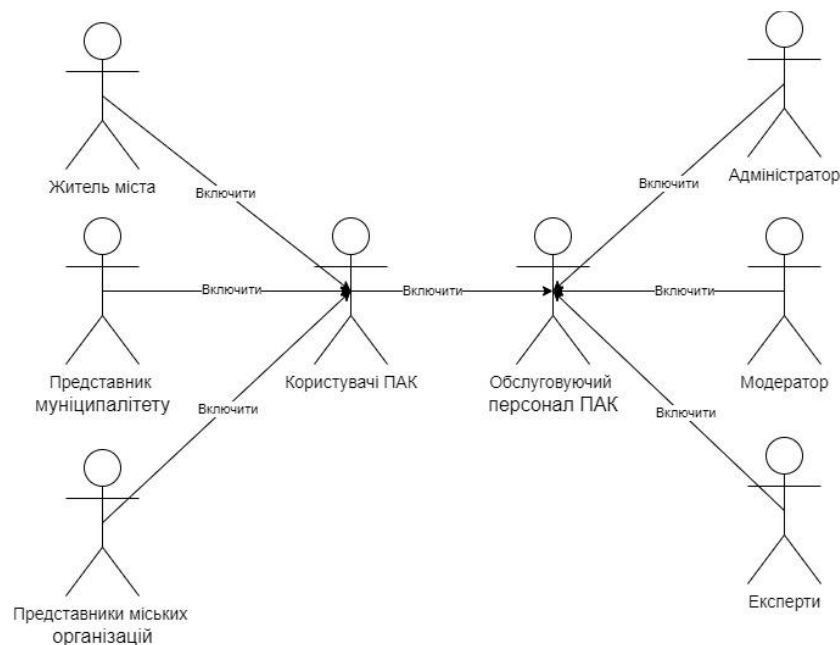 Житель міста
Адміністратор
Включити
Включити
Включити
Включити
Включити
Представник
муніципалітету
Користувачі ПАК
Обслуговуючий
персонал ПАК
Модератор
Включити
Включити
Представники міських
організацій
Експерти